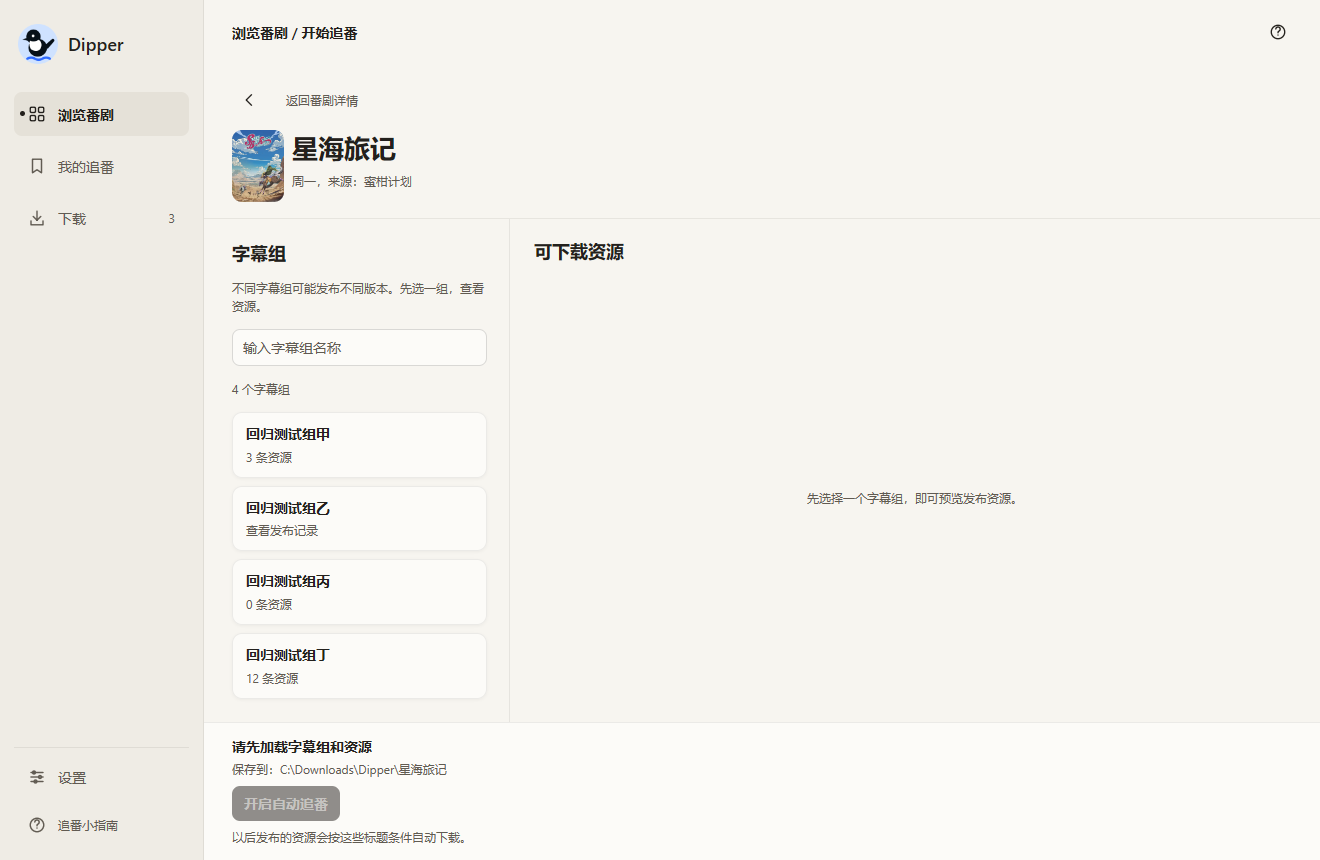 Dipper
浏览番剧
我的追番
下载 3
设置
追番小指南
浏览番剧 / 开始追番
返回番剧详情
星海旅记
周一，来源：蜜柑计划
字幕组
不同字幕组可能发布不同版本。先选一组，查看
资源。
输入字幕组名称
4 个字幕组
回归测试组甲
3 条资源
回归测试组乙
查看发布记录
回归测试组丙
0 条资源
回归测试组丁
12 条资源
可下载资源
先选择一个字幕组，即可预览发布资源。
请先加载字幕组和资源
保存到：C:\Downloads\Dipper\星海旅记
开启自动追番
以后发布的资源会按这些标题条件自动下载。